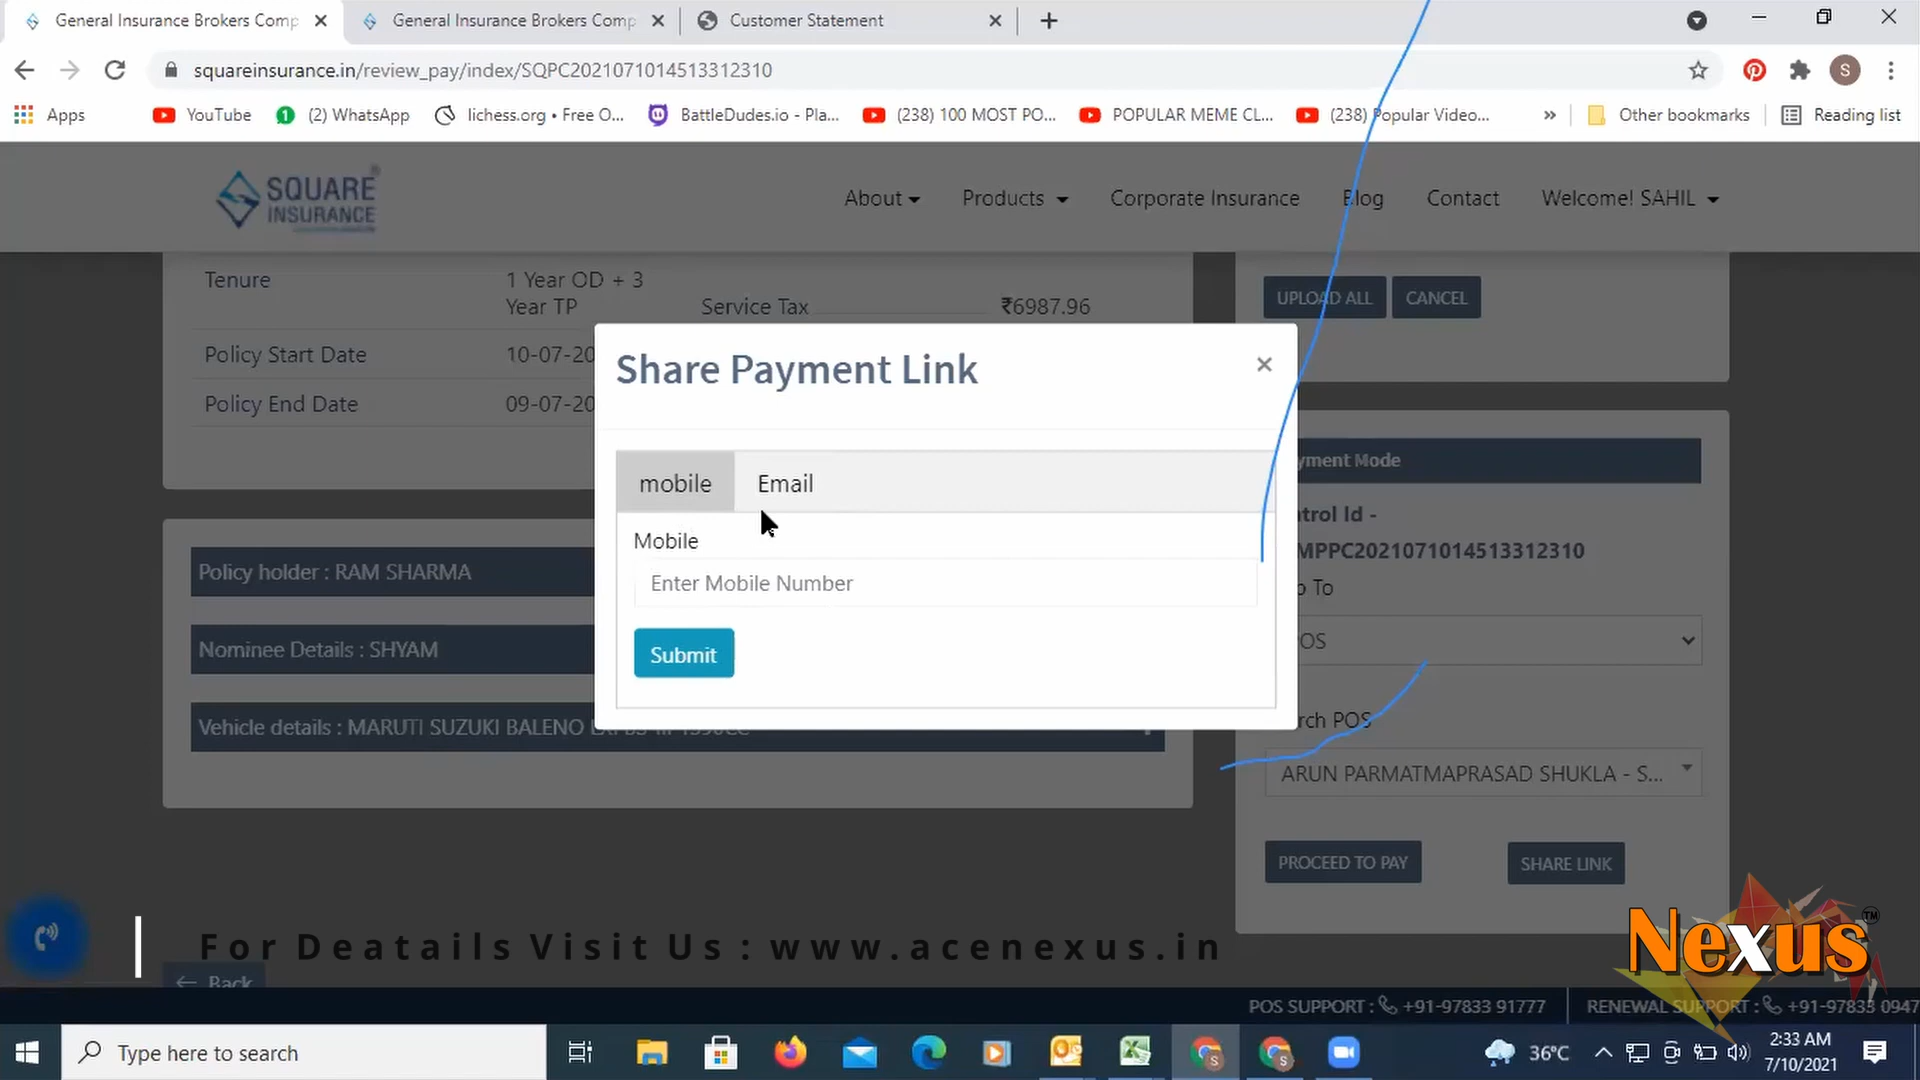 General Insurance Brokers Comp
General Insurance Brokers Comp
Customer Statement
squareinsurance.in/review_pay/index/SQPC2021071014513312310
S
Apps
YouTube
(2) WhatsApp
lichess.org • Free O...
BattleDudes.io - Pla...
(238) 100 MOST PO...
POPULAR MEME CL...
(238) Popular Video...
Other bookmarks
Reading list
SQUARE
INSURANCE
About
Products
Corporate Insurance
Blog
Contact
Welcome! SAHIL
Tenure
1 Year OD + 3
Year TP
Service Tax
₹6987.96
UPLOAD ALL
CANCEL
Policy Start Date
10-07-20
Policy End Date
09-07-20
Share Payment Link
×
mobile
Email
Mobile
Enter Mobile Number
Submit
yment Mode
trol Id -
MPPC2021071014513312310
o To
OS
rch POS
ARUN PARMATMAPRASAD SHUKLA - S...
PROCEED TO PAY
SHARE LINK
Policy holder : RAM SHARMA
Nominee Details : SHYAM
Vehicle details : MARUTI SUZUKI BALENO
For Deatails Visit Us : www.acenexus.in
Back
Nexus™
POS SUPPORT : +91-97833 91777
RENEWAL SUPPORT : +91-97833 0947
Type here to search
36°C
2:33 AM
7/10/2021